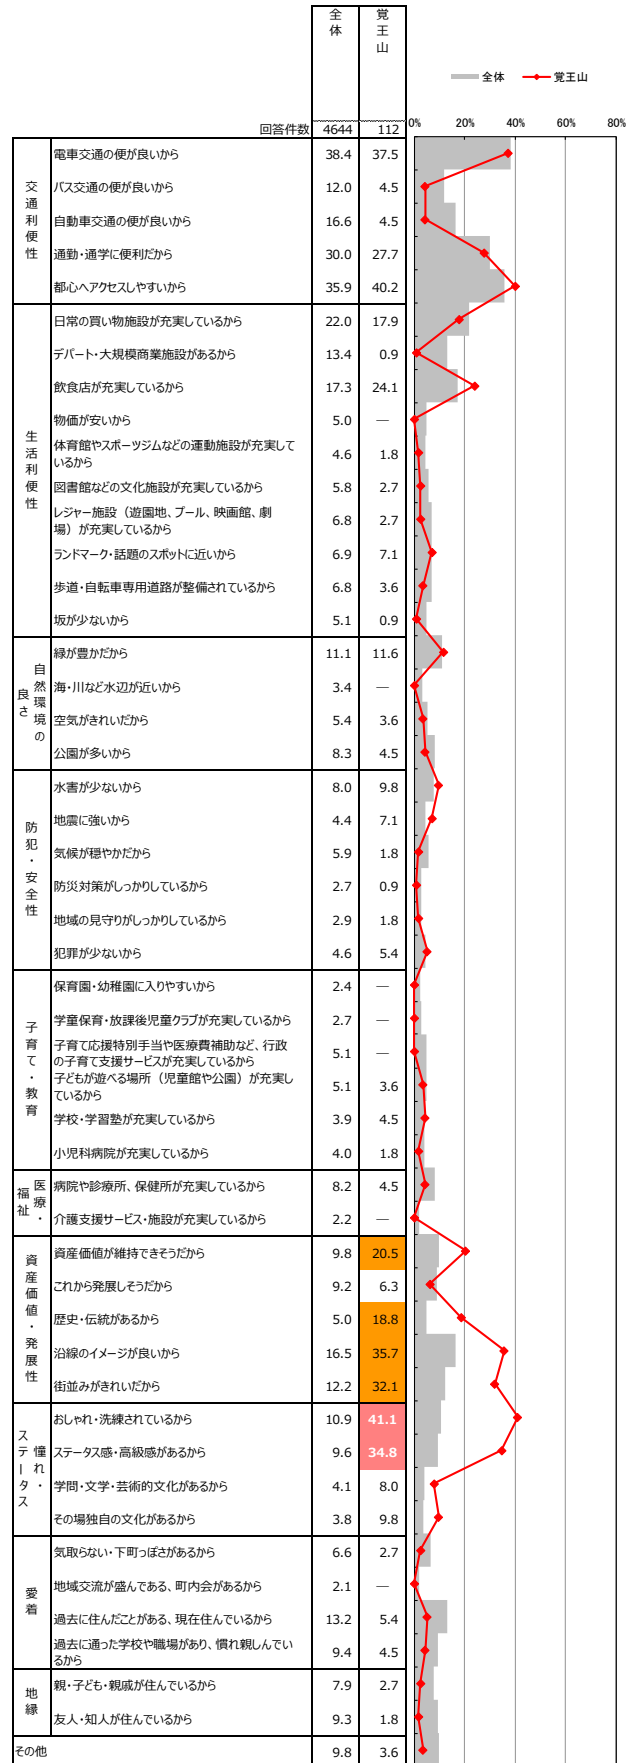 全体 覚王山
全体 覚王山
回答件数 4644 112
0% 20% 40% 60% 80%
交通利便性
電車交通の便が良いから 38.4 37.5
バス交通の便が良いから 12.0 4.5
自動車交通の便が良いから 16.6 4.5
通勤・通学に便利だから 30.0 27.7
都心へアクセスしやすいから 35.9 40.2
生活利便性
日常の買い物施設が充実しているから 22.0 17.9
デパート・大規模商業施設があるから 13.4 0.9
飲食店が充実しているから 17.3 24.1
物価が安いから 5.0 ―
体育館やスポーツジムなどの運動施設が充実して
いるから 4.6 1.8
図書館などの文化施設が充実しているから 5.8 2.7
レジャー施設（遊園地、プール、映画館、劇
場）が充実しているから 6.8 2.7
ランドマーク・話題のスポットに近いから 6.9 7.1
歩道・自転車専用道路が整備されているから 6.8 3.6
坂が少ないから 5.1 0.9
自然環境の
良さ
緑が豊かだから 11.1 11.6
海・川など水辺が近いから 3.4 ―
空気がきれいだから 5.4 3.6
公園が多いから 8.3 4.5
防犯・安全性
水害が少ないから 8.0 9.8
地震に強いから 4.4 7.1
気候が穏やかだから 5.9 1.8
防災対策がしっかりしているから 2.7 0.9
地域の見守りがしっかりしているから 2.9 1.8
犯罪が少ないから 4.6 5.4
子育て・教育
保育園・幼稚園に入りやすいから 2.4 ―
学童保育・放課後児童クラブが充実しているから 2.7 ―
子育て応援特別手当や医療費補助など、行政
の子育て支援サービスが充実しているから 5.1 ―
子どもが遊べる場所（児童館や公園）が充実し
ているから 5.1 3.6
学校・学習塾が充実しているから 3.9 4.5
小児科病院が充実しているから 4.0 1.8
医療・
福祉
病院や診療所、保健所が充実しているから 8.2 4.5
介護支援サービス・施設が充実しているから 2.2 ―
資産価値・発展性
資産価値が維持できそうだから 9.8 20.5
これから発展しそうだから 9.2 6.3
歴史・伝統があるから 5.0 18.8
沿線のイメージが良いから 16.5 35.7
街並みがきれいだから 12.2 32.1
憧れ・
ステータス
おしゃれ・洗練されているから 10.9 41.1
ステータス感・高級感があるから 9.6 34.8
学問・文学・芸術的文化があるから 4.1 8.0
その場独自の文化があるから 3.8 9.8
愛着
気取らない・下町っぽさがあるから 6.6 2.7
地域交流が盛んである、町内会があるから 2.1 ―
過去に住んだことがある、現在住んでいるから 13.2 5.4
過去に通った学校や職場があり、慣れ親しんでい
るから 9.4 4.5
地縁
親・子ども・親戚が住んでいるから 7.9 2.7
友人・知人が住んでいるから 9.3 1.8
その他 9.8 3.6